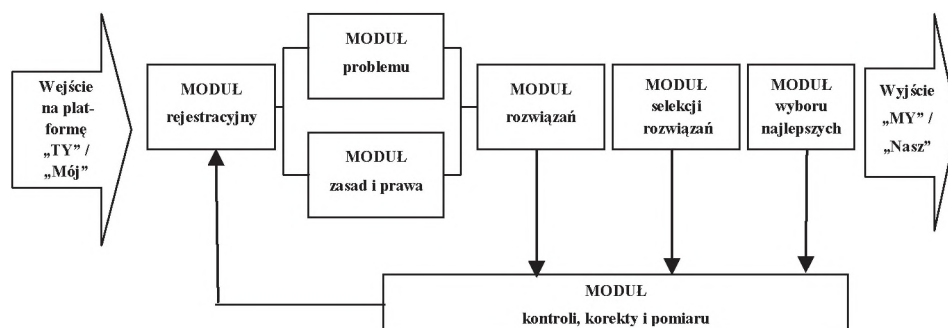 Wejście
na plat-
formę
„TY” /
„Mój”
MODUŁ
rejestracyjny
MODUŁ
problemu
MODUŁ
zasad i prawa
MODUŁ
rozwiązań
MODUŁ
selekcji
rozwiązań
MODUŁ
wyboru
najlepszych
Wyjście
„MY” /
„Nasz”
MODUŁ
kontroli, korekty i pomiaru